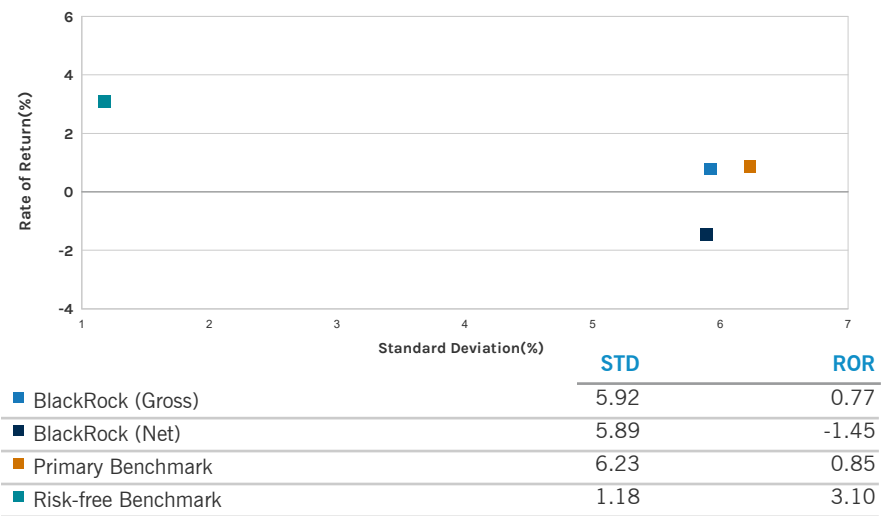 6
4
2
0
-2
-4
Rate of Return(%)
1 2 3 4 5 6 7
Standard Deviation(%)
STD ROR
BlackRock (Gross) 5.92 0.77
BlackRock (Net) 5.89 -1.45
Primary Benchmark 6.23 0.85
Risk-free Benchmark 1.18 3.10